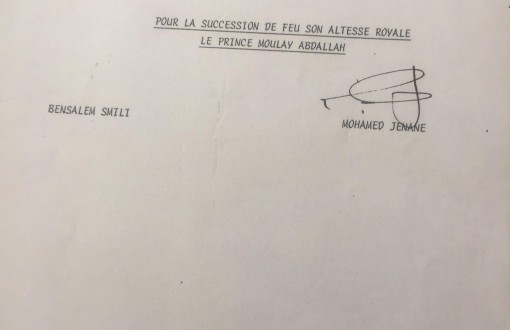 POUR LA SUCCESSION DE FEU SON ALTESSE ROYALE
LE PRINCE MOULAY ABDALLAH
BENSALEM SMILI
MOHAMED JENANE